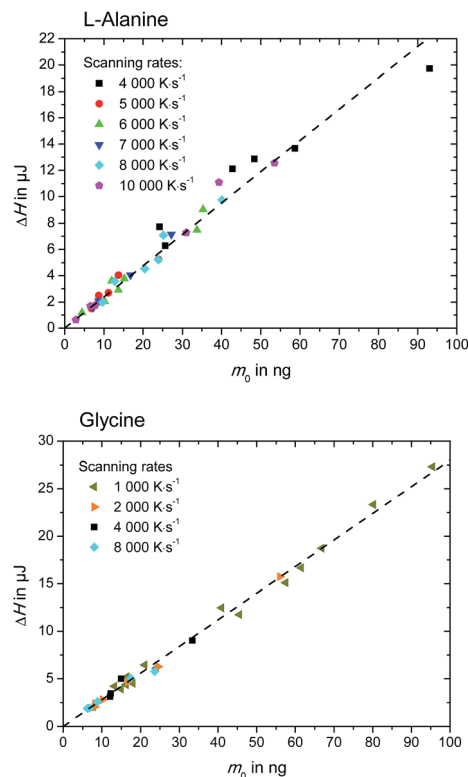 L-Alanine
22
20
18
16
14
12
10
8
6
4
2
0
ΔH in µJ
Scanning rates:
4 000 K·s⁻¹
5 000 K·s⁻¹
6 000 K·s⁻¹
7 000 K·s⁻¹
8 000 K·s⁻¹
10 000 K·s⁻¹
0 10 20 30 40 50 60 70 80 90 100
m₀ in ng
Glycine
30
25
20
15
10
5
0
ΔH in µJ
Scanning rates
1 000 K·s⁻¹
2 000 K·s⁻¹
4 000 K·s⁻¹
8 000 K·s⁻¹
0 10 20 30 40 50 60 70 80 90 100
m₀ in ng